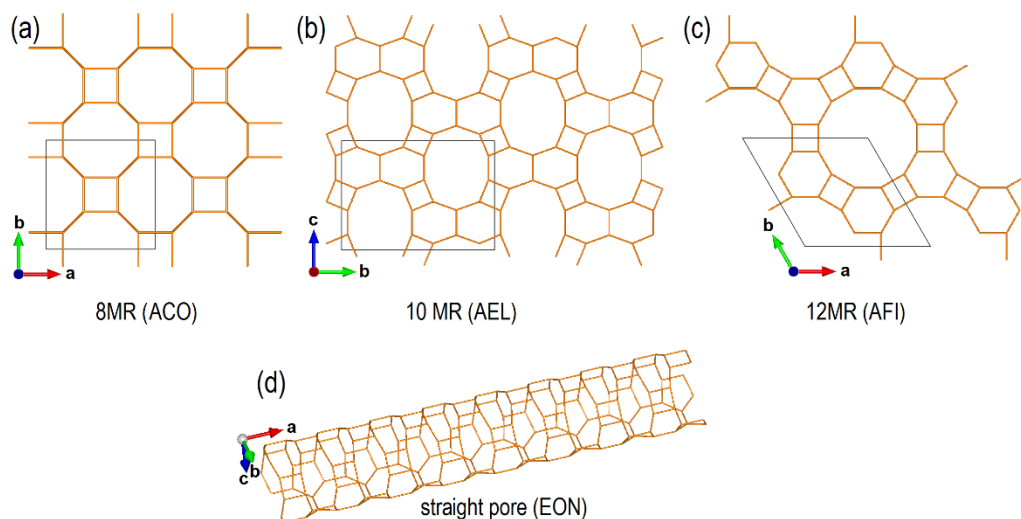 (a)
b
a
8MR (ACO)
(b)
c
b
10 MR (AEL)
(c)
b
a
12MR (AFI)
(d)
a
b
c
straight pore (EON)